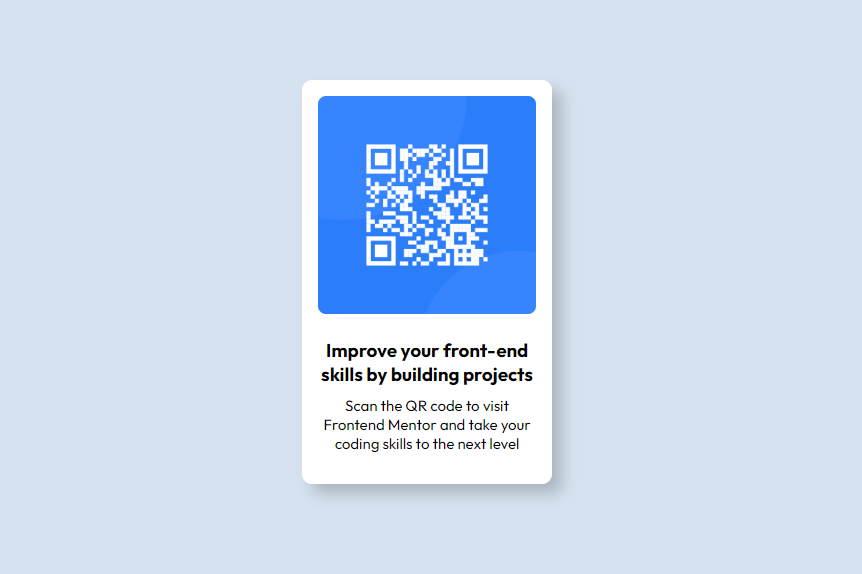 Improve your front-end
skills by building projects
Scan the QR code to visit
Frontend Mentor and take your
coding skills to the next level